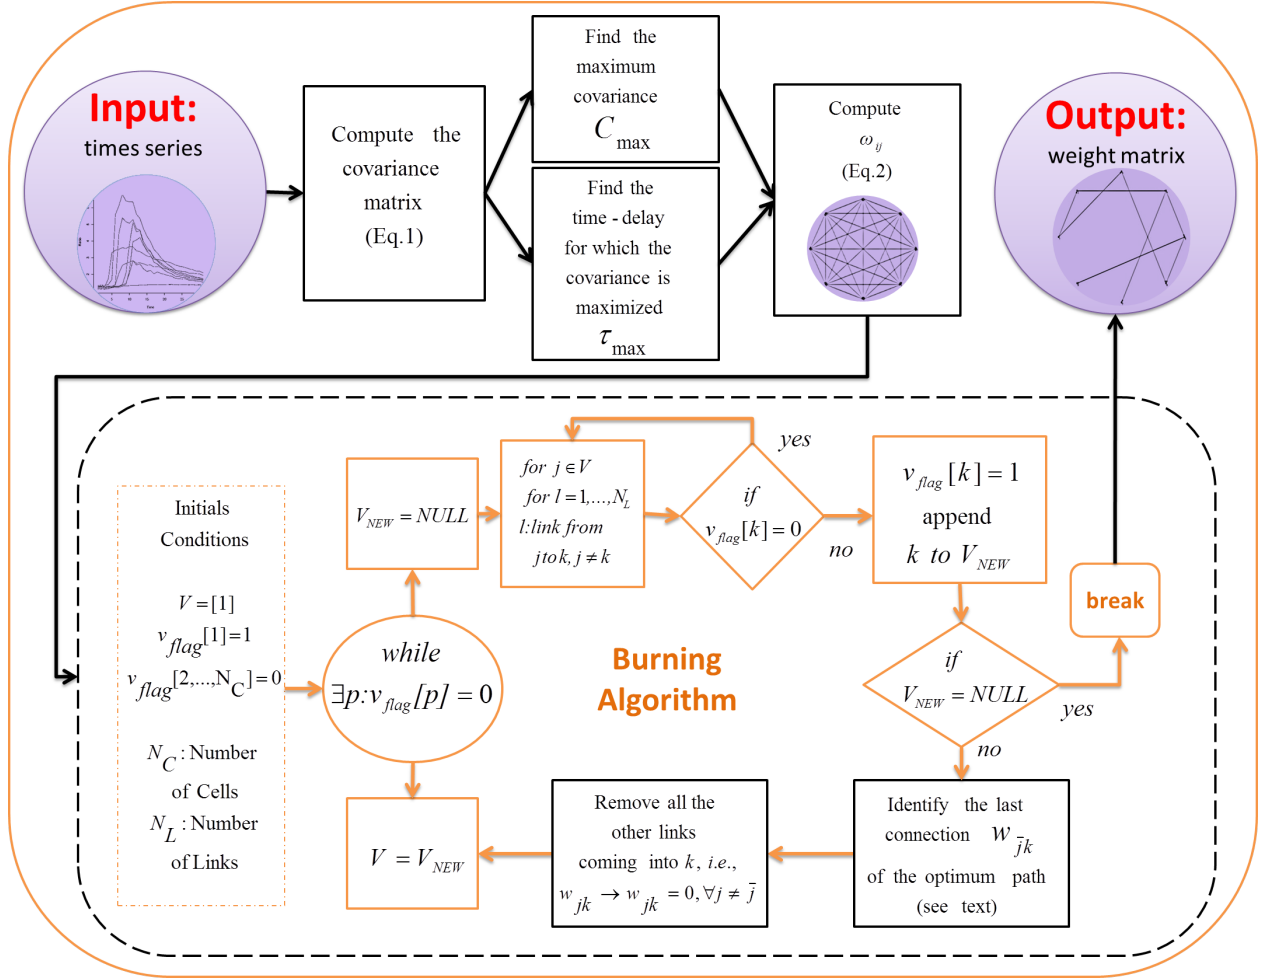 Input:
times series
Compute the
covariance
matrix
(Eq.1)
Find the
maximum
covariance
C max
Find the
time - delay
for which the
covariance is
maximized
τ max
Compute
ω ij
(Eq.2)
Output:
weight matrix
Initials
Conditions
V = [1]
v flag [1] = 1
v flag [2,...,N C] = 0
N C : Number
of Cells
N L : Number
of Links
while
∃p: v flag [p] = 0
V NEW = NULL
for j ∈ V
for l = 1,...,N L
l: link from
j to k, j ≠ k
yes
if
v flag [k] = 0
no
v flag [k] = 1
append
k to V NEW
break
if
V NEW = NULL
yes
no
Burning
Algorithm
Identify the last
connection w j̄k
of the optimum path
(see text)
Remove all the
other links
coming into k, i.e.,
w jk → w jk = 0, ∀j ≠ j̄
V = V NEW